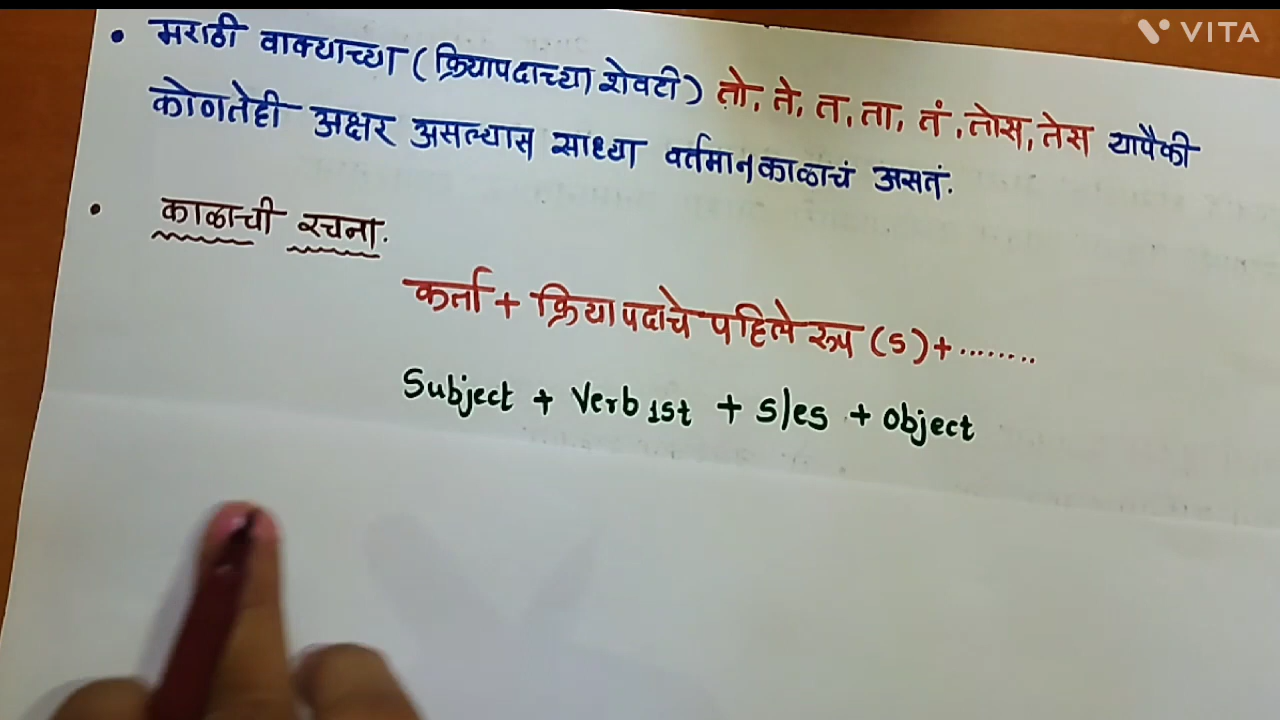 VITA
• मराठी वाक्याच्या (क्रियापदाच्या शेवटी) तो, ते, त, ता, तं, तोस, तेस यापैकी
कोणतेही अक्षर असल्यास साध्या वर्तमानकाळाचं असतं.
• काळाची रचना.
कर्ता + क्रियापदाचे पहिले रूप (s) + ........
Subject + Verb 1st + s/es + object